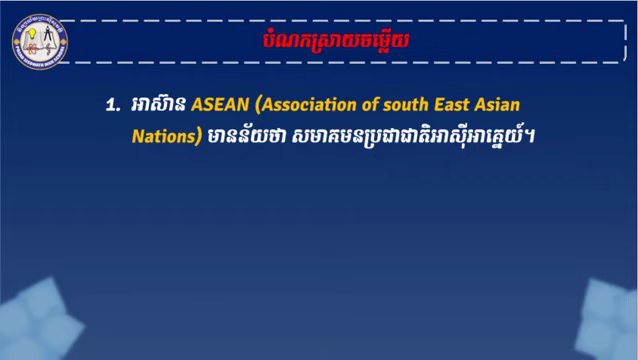 បំណកស្រាយចម្លើយ
1. អាស៊ាន ASEAN (Association of south East Asian
Nations) មានន័យថា សមាគមនប្រជាជាតិអាស៊ីអាគ្នេយ៍។